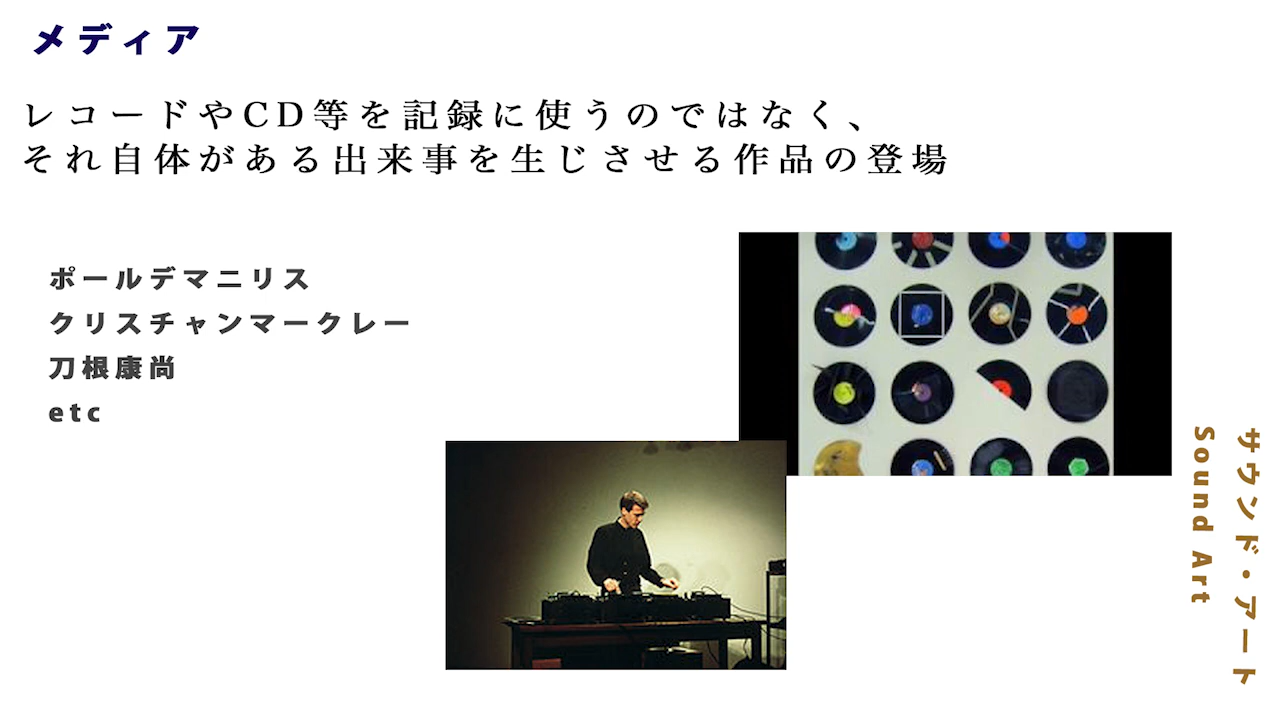 メディア
レコードやCD等を記録に使うのではなく、
それ自体がある出来事を生じさせる作品の登場
ポールデマニリス
クリスチャンマークレー
刀根康尚
etc
サウンド・アート
Sound Art